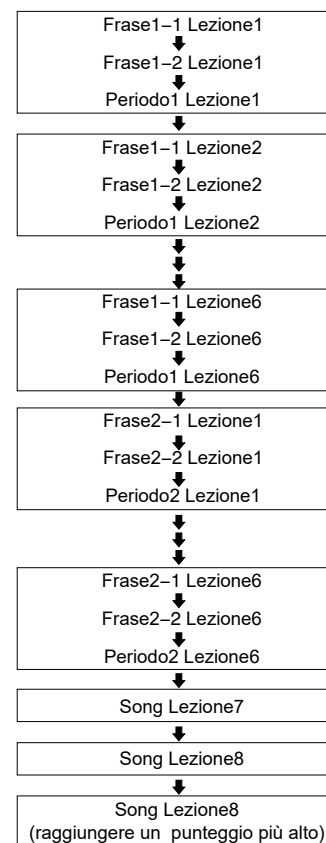 Frase1–1 Lezione1
Frase1–2 Lezione1
Periodo1 Lezione1
Frase1–1 Lezione2
Frase1–2 Lezione2
Periodo1 Lezione2
Frase1–1 Lezione6
Frase1–2 Lezione6
Periodo1 Lezione6
Frase2–1 Lezione1
Frase2–2 Lezione1
Periodo2 Lezione1
Frase2–1 Lezione6
Frase2–2 Lezione6
Periodo2 Lezione6
Song Lezione7
Song Lezione8
Song Lezione8
(raggiungere un punteggio più alto)